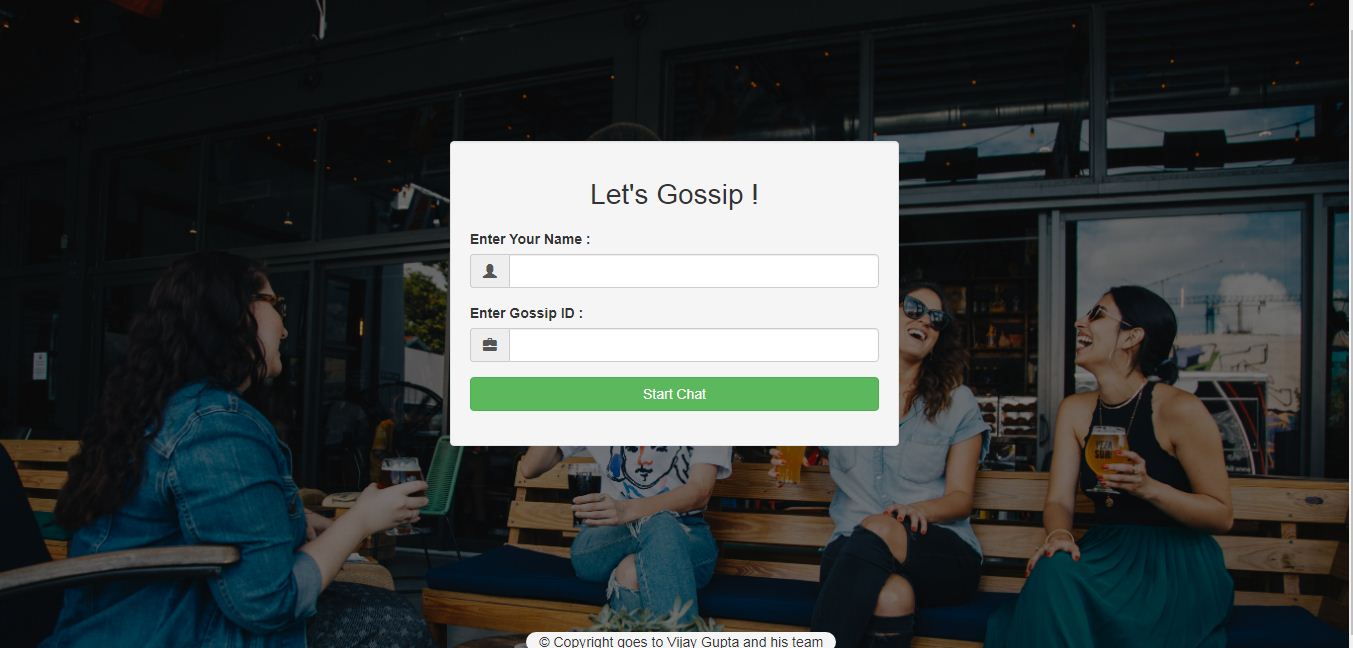 Let's Gossip !
Enter Your Name :
Enter Gossip ID :
Start Chat
© Copyright goes to Vijay Gupta and his team